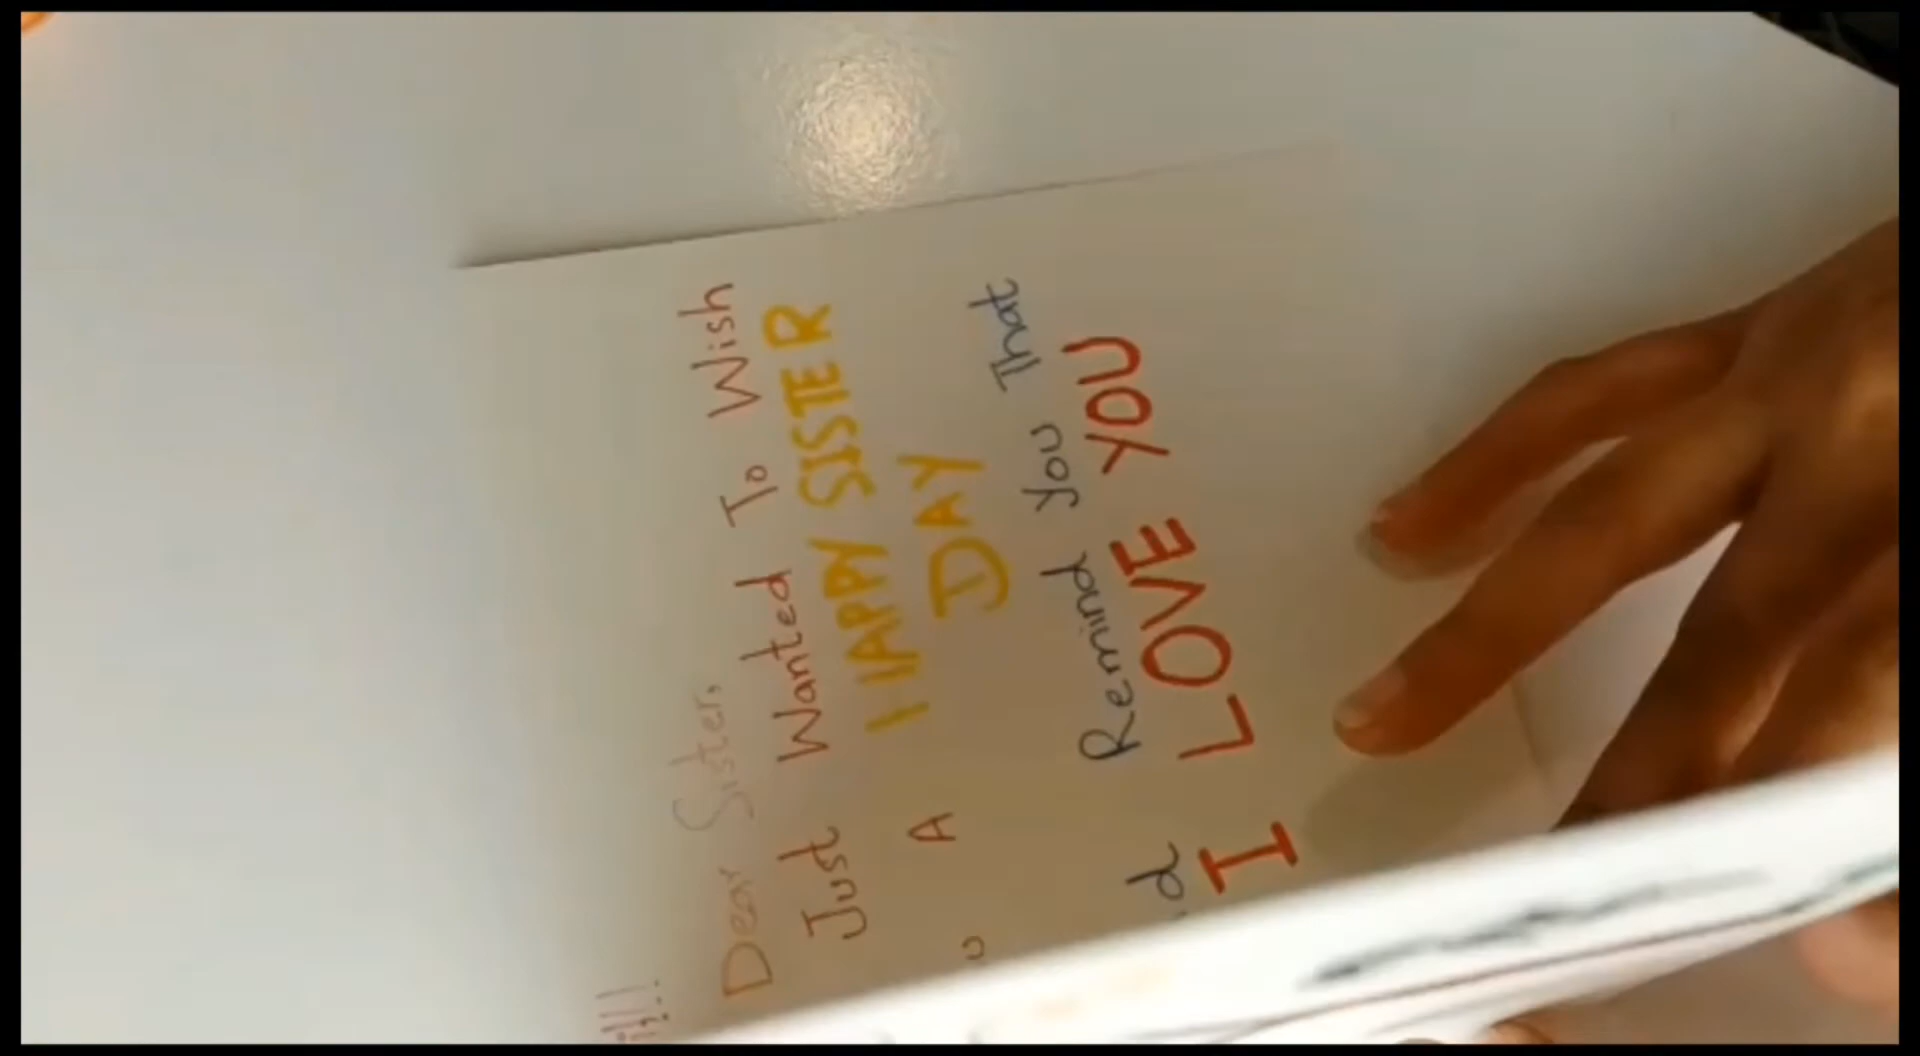 !!!
Dear Sister,
Just Wanted To Wish
A HAPPY SISTER
DAY
Remind You That
I LOVE YOU